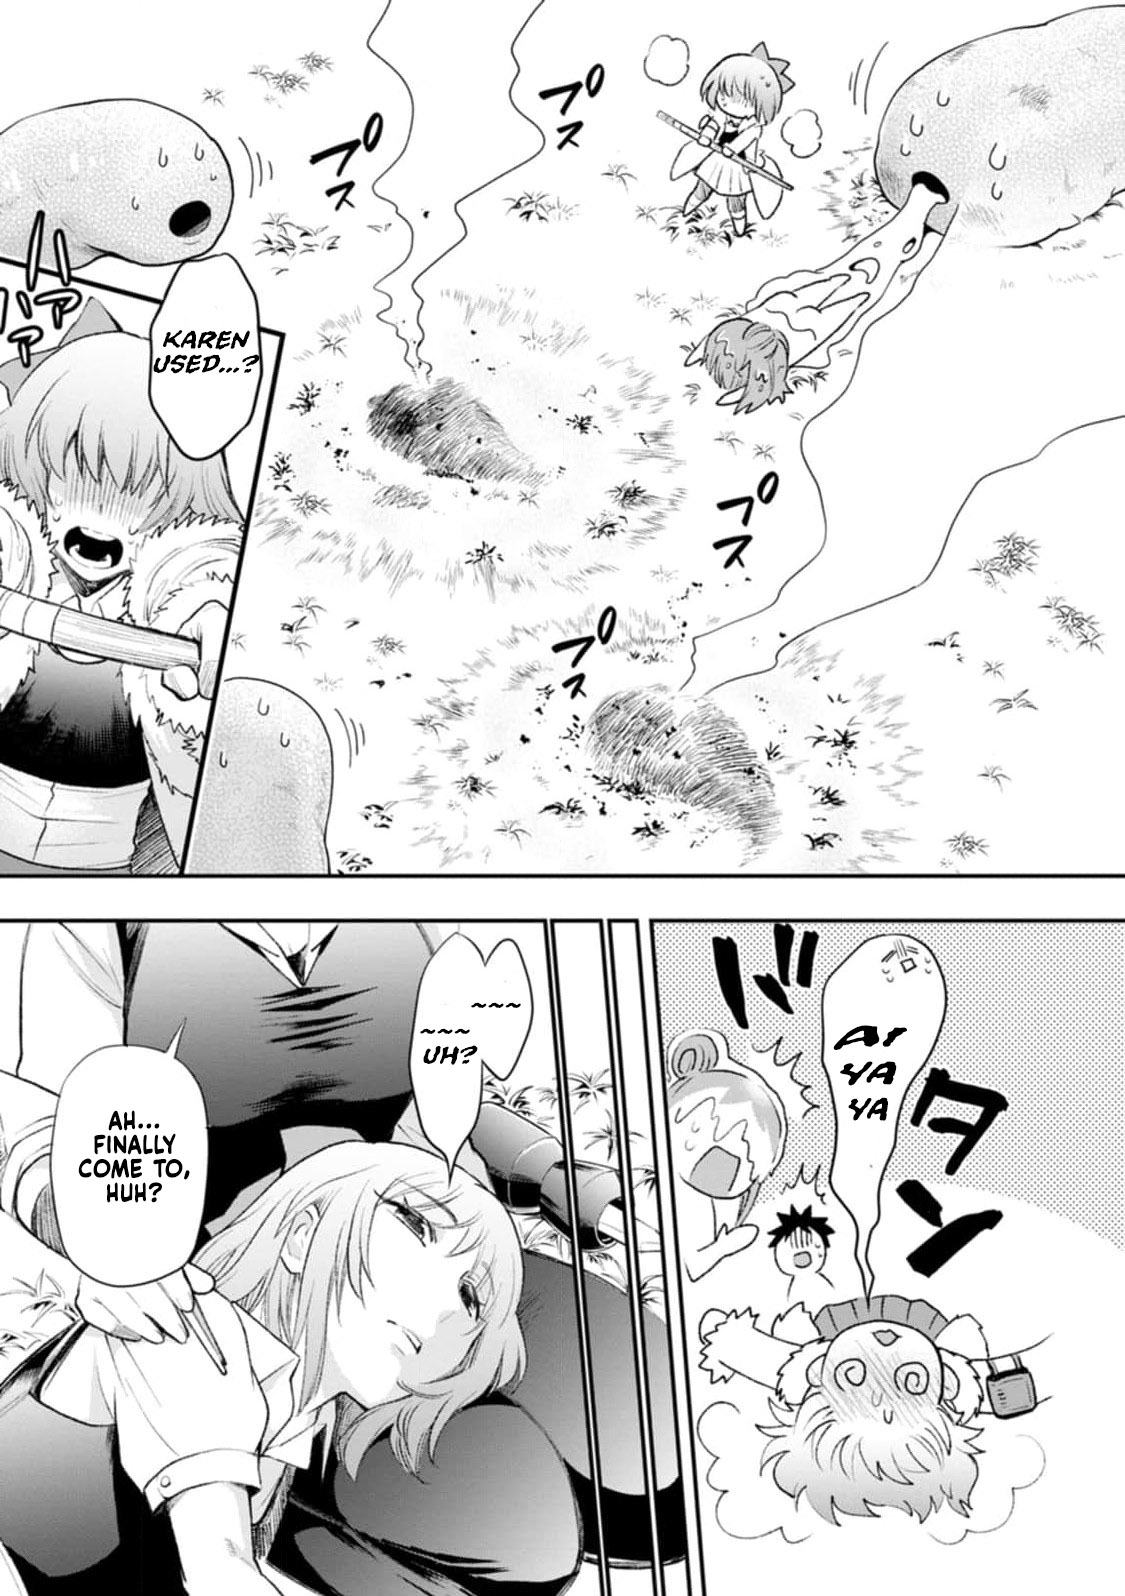 プス
プス
プス
プス
KAREN
USED...?
ハァ
ハァ
AI
YA
YA
ドタン
~~~
~~~
UH?
AH...
FINALLY
COME TO,
HUH?